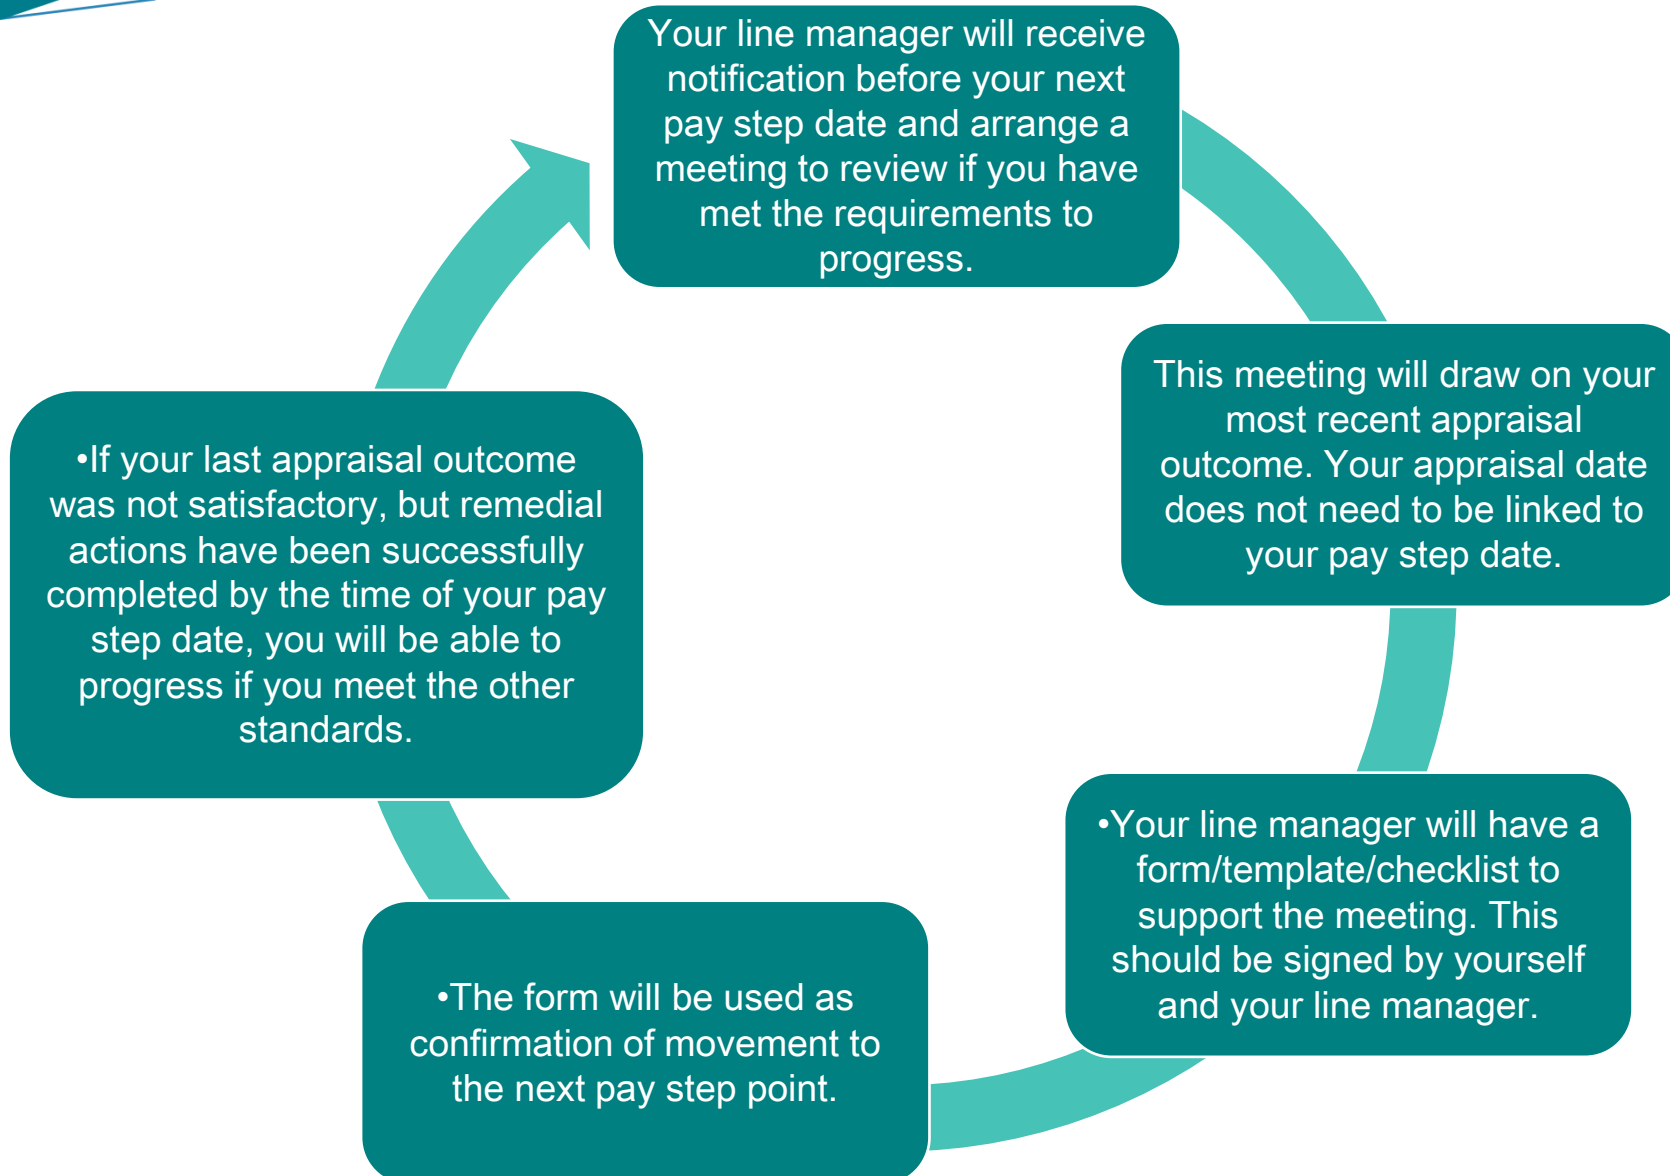 Your line manager will receive
notification before your next
pay step date and arrange a
meeting to review if you have
met the requirements to
progress.
This meeting will draw on your
most recent appraisal
outcome. Your appraisal date
does not need to be linked to
your pay step date.
•Your line manager will have a
form/template/checklist to
support the meeting. This
should be signed by yourself
and your line manager.
•The form will be used as
confirmation of movement to
the next pay step point.
•If your last appraisal outcome
was not satisfactory, but remedial
actions have been successfully
completed by the time of your pay
step date, you will be able to
progress if you meet the other
standards.